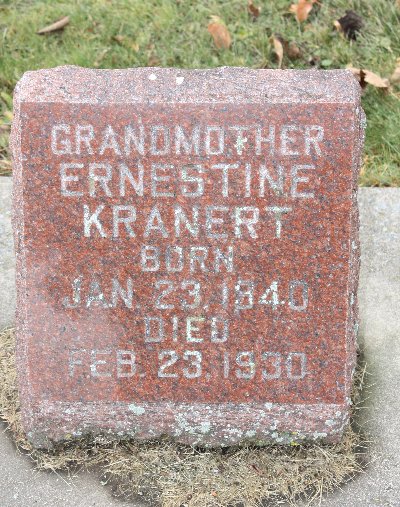 GRANDMOTHER
ERNESTINE
KRANERT
BORN
JAN. 23, 1840
DIED
FEB. 23, 1930.